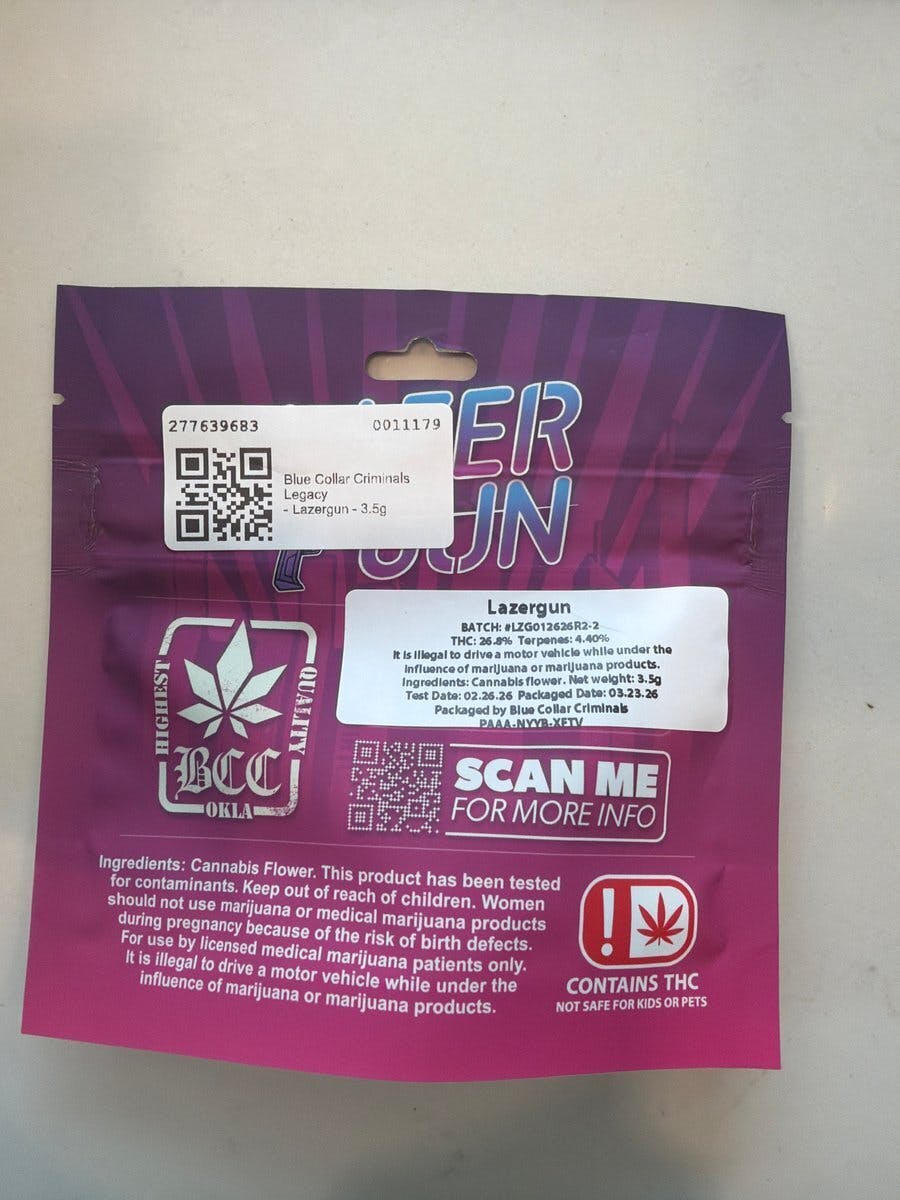 ZER
277639683 0011179
Blue Collar Criminals
Legacy
- Lazergun - 3.5g
Lazergun
BATCH: #LZG012626R2-2
THC: 26.8% Terpenes: 4.40%
It is illegal to drive a motor vehicle while under the
influence of marijuana or marijuana products.
Ingredients: Cannabis flower. Net weight: 3.5g
Test Date: 02.26.26 Packaged Date: 03.23.26
Packaged by Blue Collar Criminals
PAAA-NYYB-XFTV
HIGHEST
QUALITY
BCC
OKLA
SCAN ME
FOR MORE INFO
Ingredients: Cannabis Flower. This product has been tested
for contaminants. Keep out of reach of children. Women
should not use marijuana or medical marijuana products
during pregnancy because of the risk of birth defects.
For use by licensed medical marijuana patients only.
It is illegal to drive a motor vehicle while under the
influence of marijuana or marijuana products.
!
CONTAINS THC
NOT SAFE FOR KIDS OR PETS